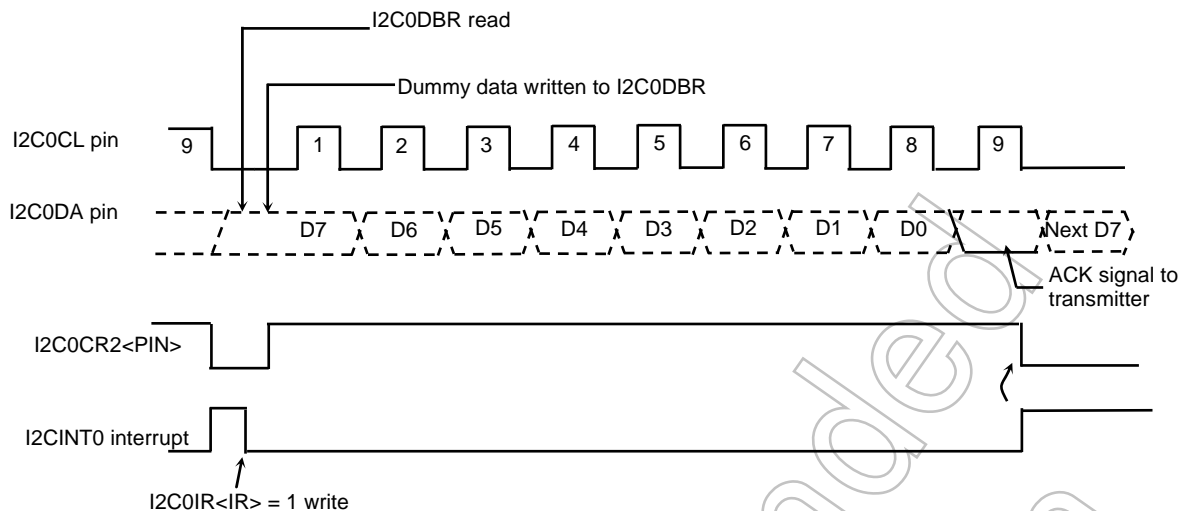 I2C0DBR read
Dummy data written to I2C0DBR
I2C0CL pin
9 1 2 3 4 5 6 7 8 9
I2C0DA pin
D7 D6 D5 D4 D3 D2 D1 D0 Next D7
ACK signal to
transmitter
I2C0CR2<PIN>
I2CINT0 interrupt
I2C0IR<IR> = 1 write